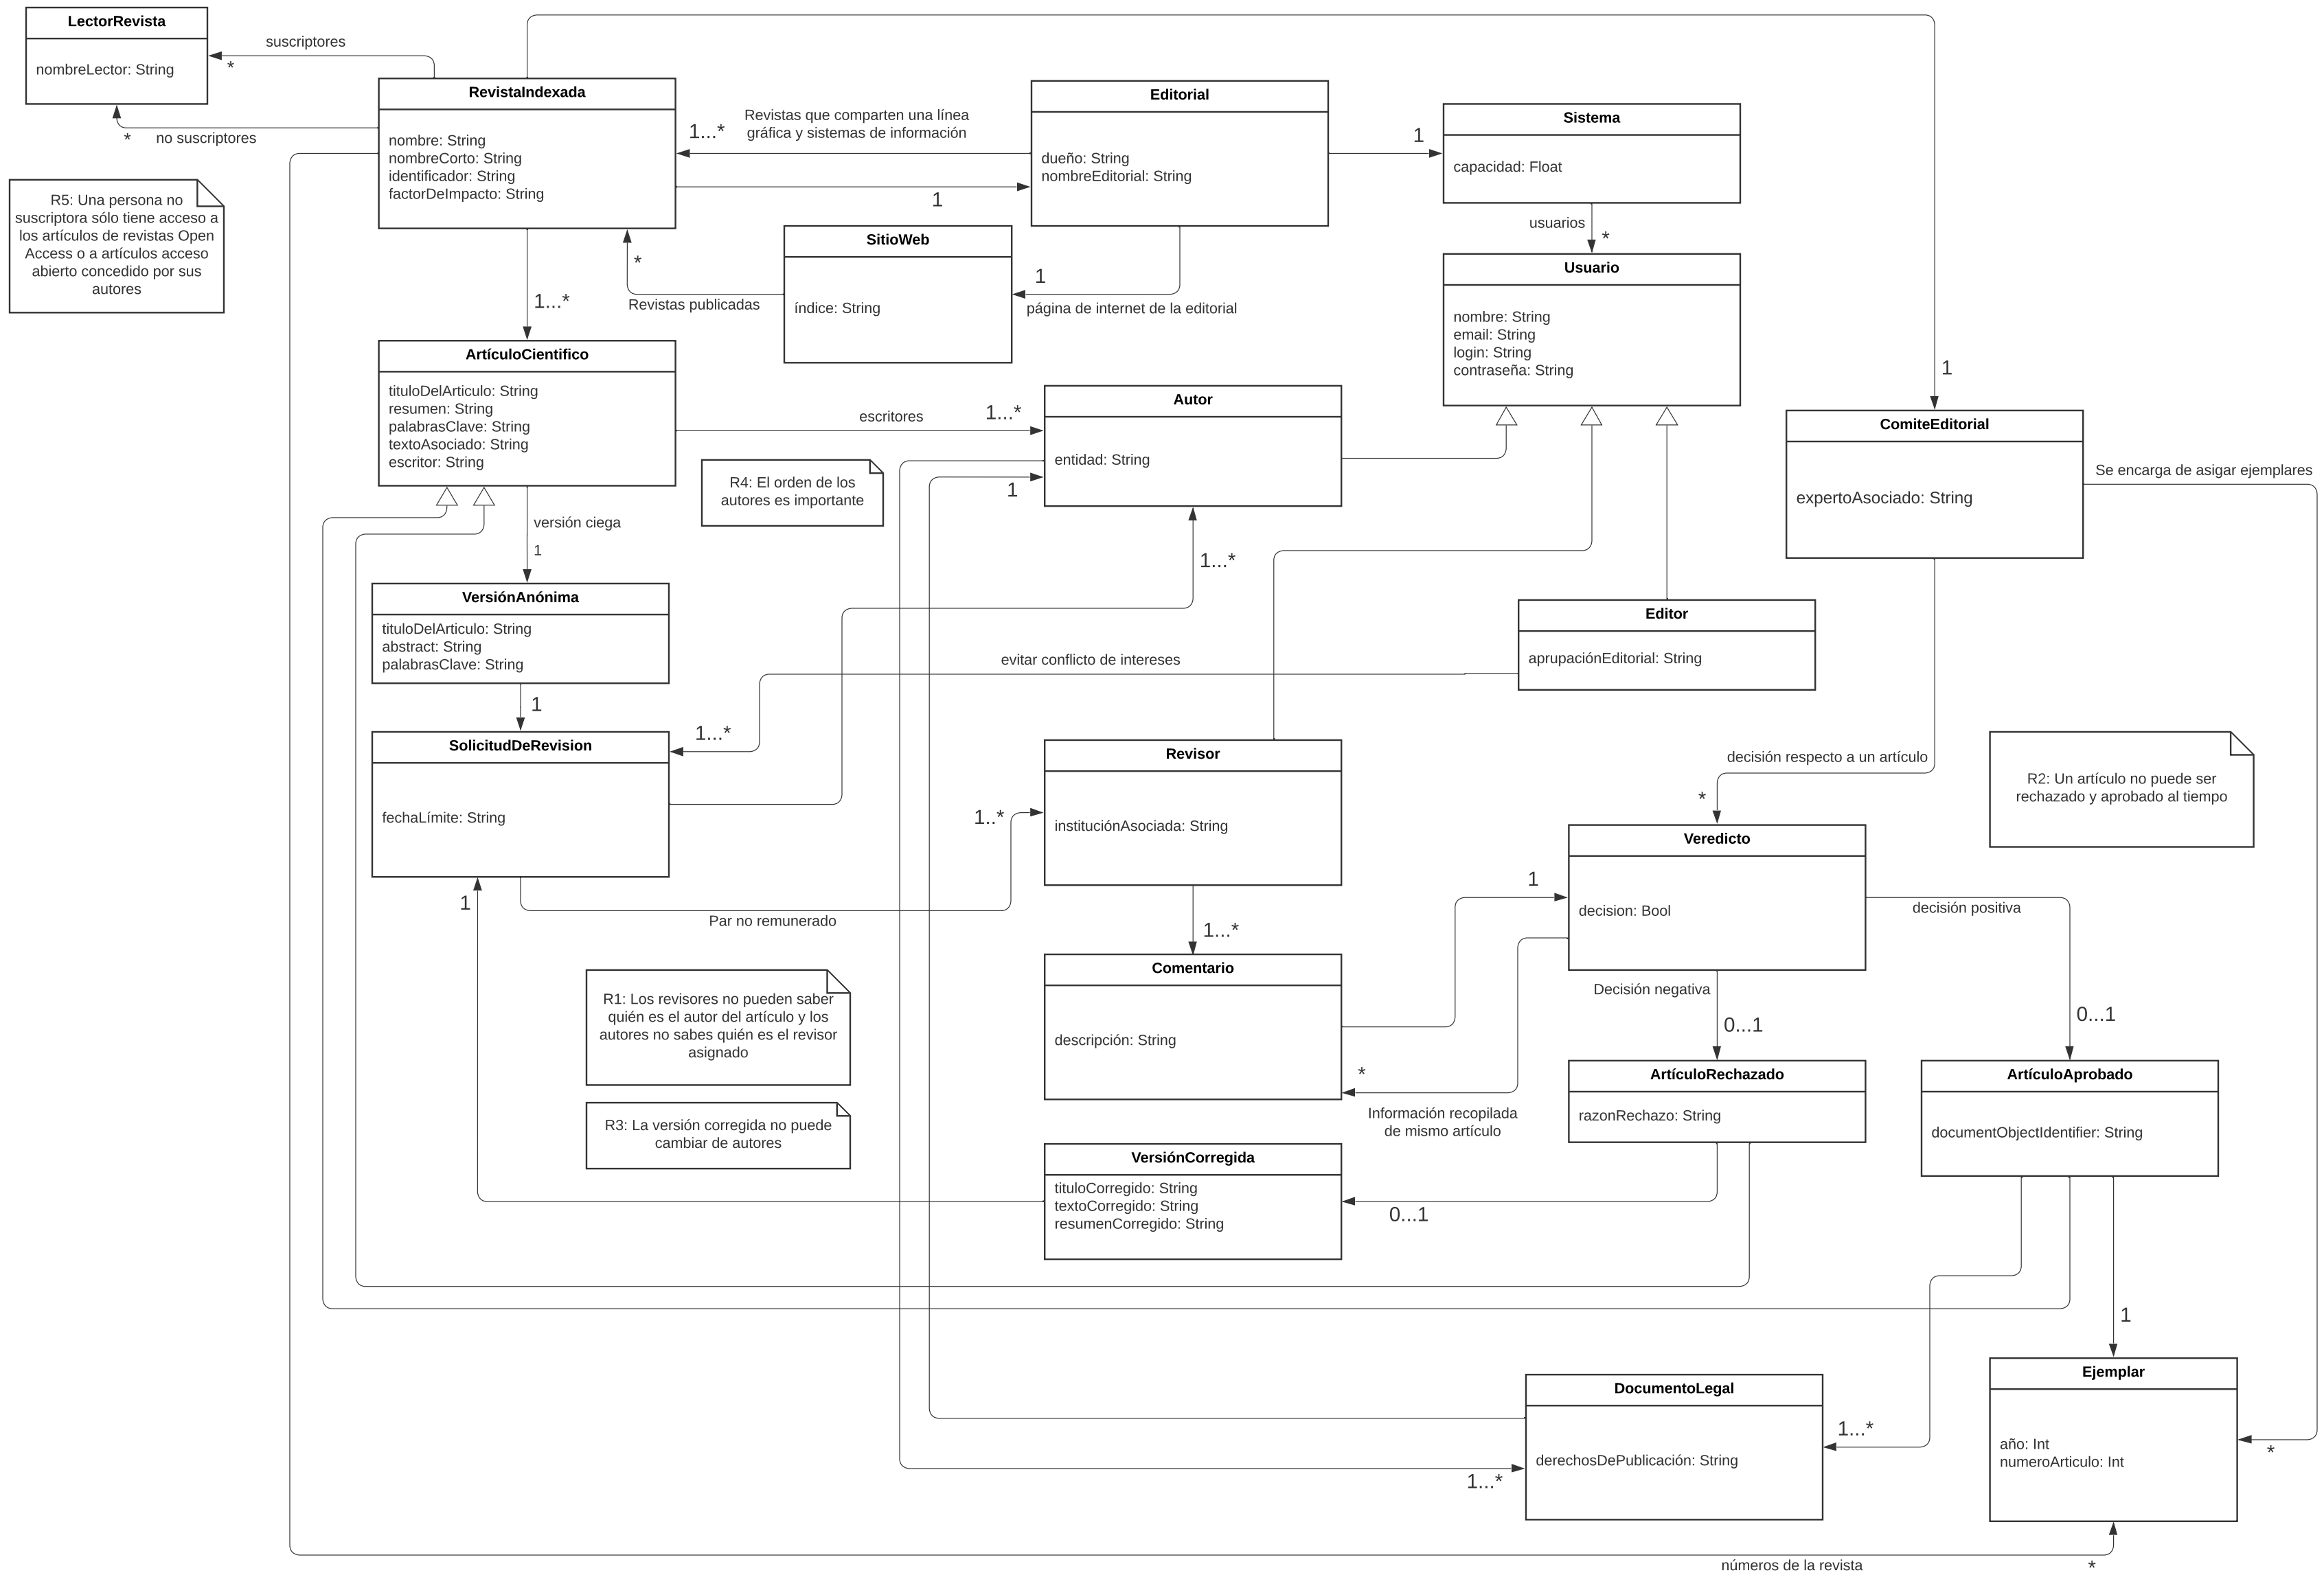 LectorRevista
nombreLector: String
suscriptores
*
*
no suscriptores
RevistaIndexada
nombre: String
nombreCorto: String
identificador: String
factorDeImpacto: String
1...*
Revistas que comparten una línea
gráfica y sistemas de información
1
Editorial
dueño: String
nombreEditorial: String
1
Sistema
capacidad: Float
usuarios
*
R5: Una persona no
suscriptora sólo tiene acceso a
los artículos de revistas Open
Access o a artículos acceso
abierto concedido por sus
autores
SitioWeb
índice: String
*
Revistas publicadas
1
página de internet de la editorial
Usuario
nombre: String
email: String
login: String
contraseña: String
1...*
1
ArtículoCientifico
tituloDelArticulo: String
resumen: String
palabrasClave: String
textoAsociado: String
escritor: String
escritores
1...*
Autor
entidad: String
1
1...*
ComiteEditorial
expertoAsociado: String
Se encarga de asigar ejemplares
R4: El orden de los
autores es importante
versión ciega
1
VersiónAnónima
tituloDelArticulo: String
abstract: String
palabrasClave: String
1
Editor
aprupaciónEditorial: String
evitar conflicto de intereses
1...*
SolicitudDeRevision
fechaLímite: String
1
Par no remunerado
1..*
Revisor
instituciónAsociada: String
1...*
decisión respecto a un artículo
*
R2: Un artículo no puede ser
rechazado y aprobado al tiempo
Veredicto
decision: Bool
1
decisión positiva
0...1
Decisión negativa
0...1
Comentario
descripción: String
*
Información recopilada
de mismo artículo
R1: Los revisores no pueden saber
quién es el autor del artículo y los
autores no sabes quién es el revisor
asignado
R3: La versión corregida no puede
cambiar de autores
ArtículoRechazado
razonRechazo: String
ArtículoAprobado
documentObjectIdentifier: String
VersiónCorregida
tituloCorregido: String
textoCorregido: String
resumenCorregido: String
0...1
1
DocumentoLegal
derechosDePublicación: String
1...*
1...*
Ejemplar
año: Int
numeroArticulo: Int
*
números de la revista
*